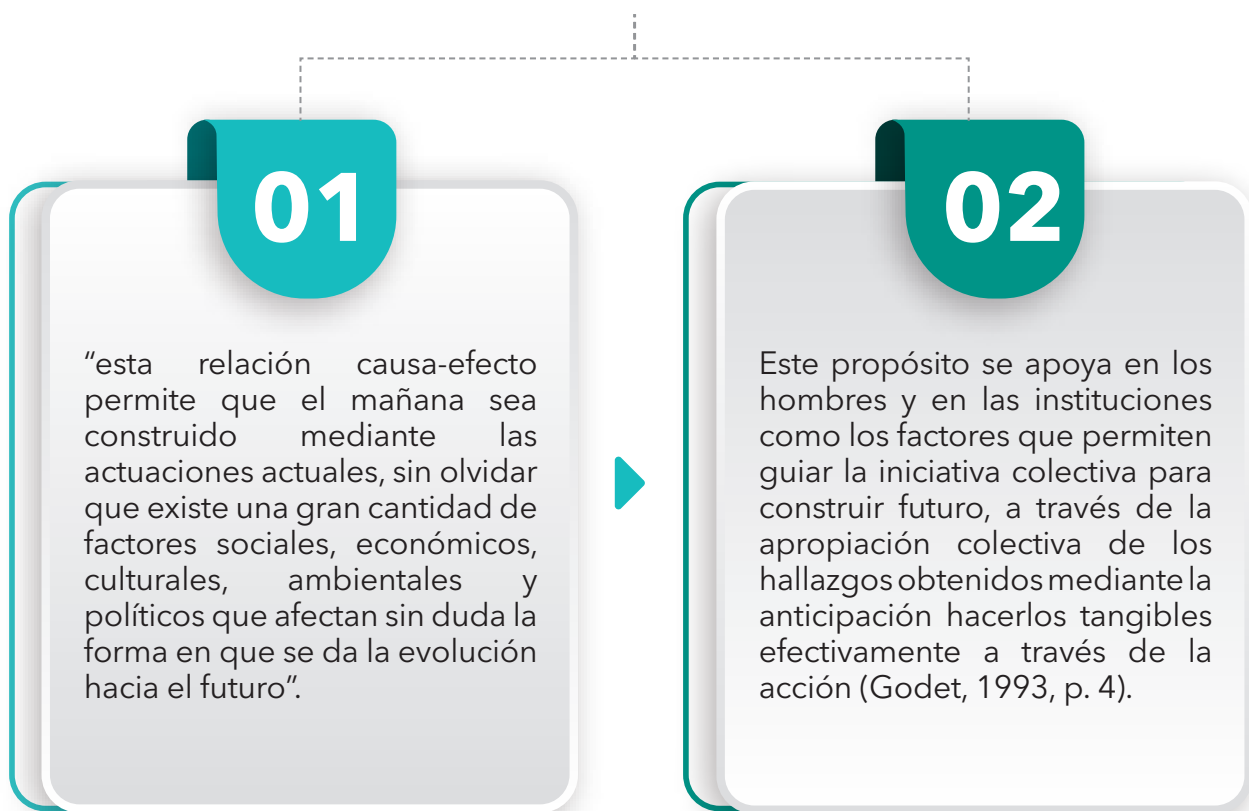 01
“esta relación causa-efecto
permite que el mañana sea
construido mediante las
actuaciones actuales, sin olvidar
que existe una gran cantidad de
factores sociales, económicos,
culturales, ambientales y
políticos que afectan sin duda la
forma en que se da la evolución
hacia el futuro”.
02
Este propósito se apoya en los
hombres y en las instituciones
como los factores que permiten
guiar la iniciativa colectiva para
construir futuro, a través de la
apropiación colectiva de los
hallazgos obtenidos mediante la
anticipación hacerlos tangibles
efectivamente a través de la
acción (Godet, 1993, p. 4).